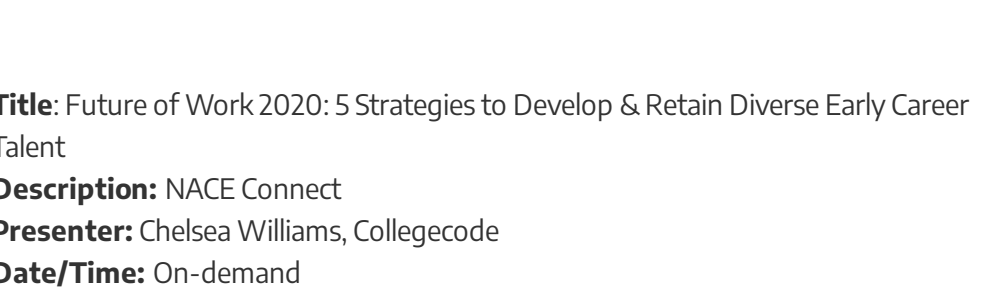 Title: Future of Work 2020: 5 Strategies to Develop & Retain Diverse Early Career
Talent
Description: NACE Connect
Presenter: Chelsea Williams, Collegecode
Date/Time: On-demand